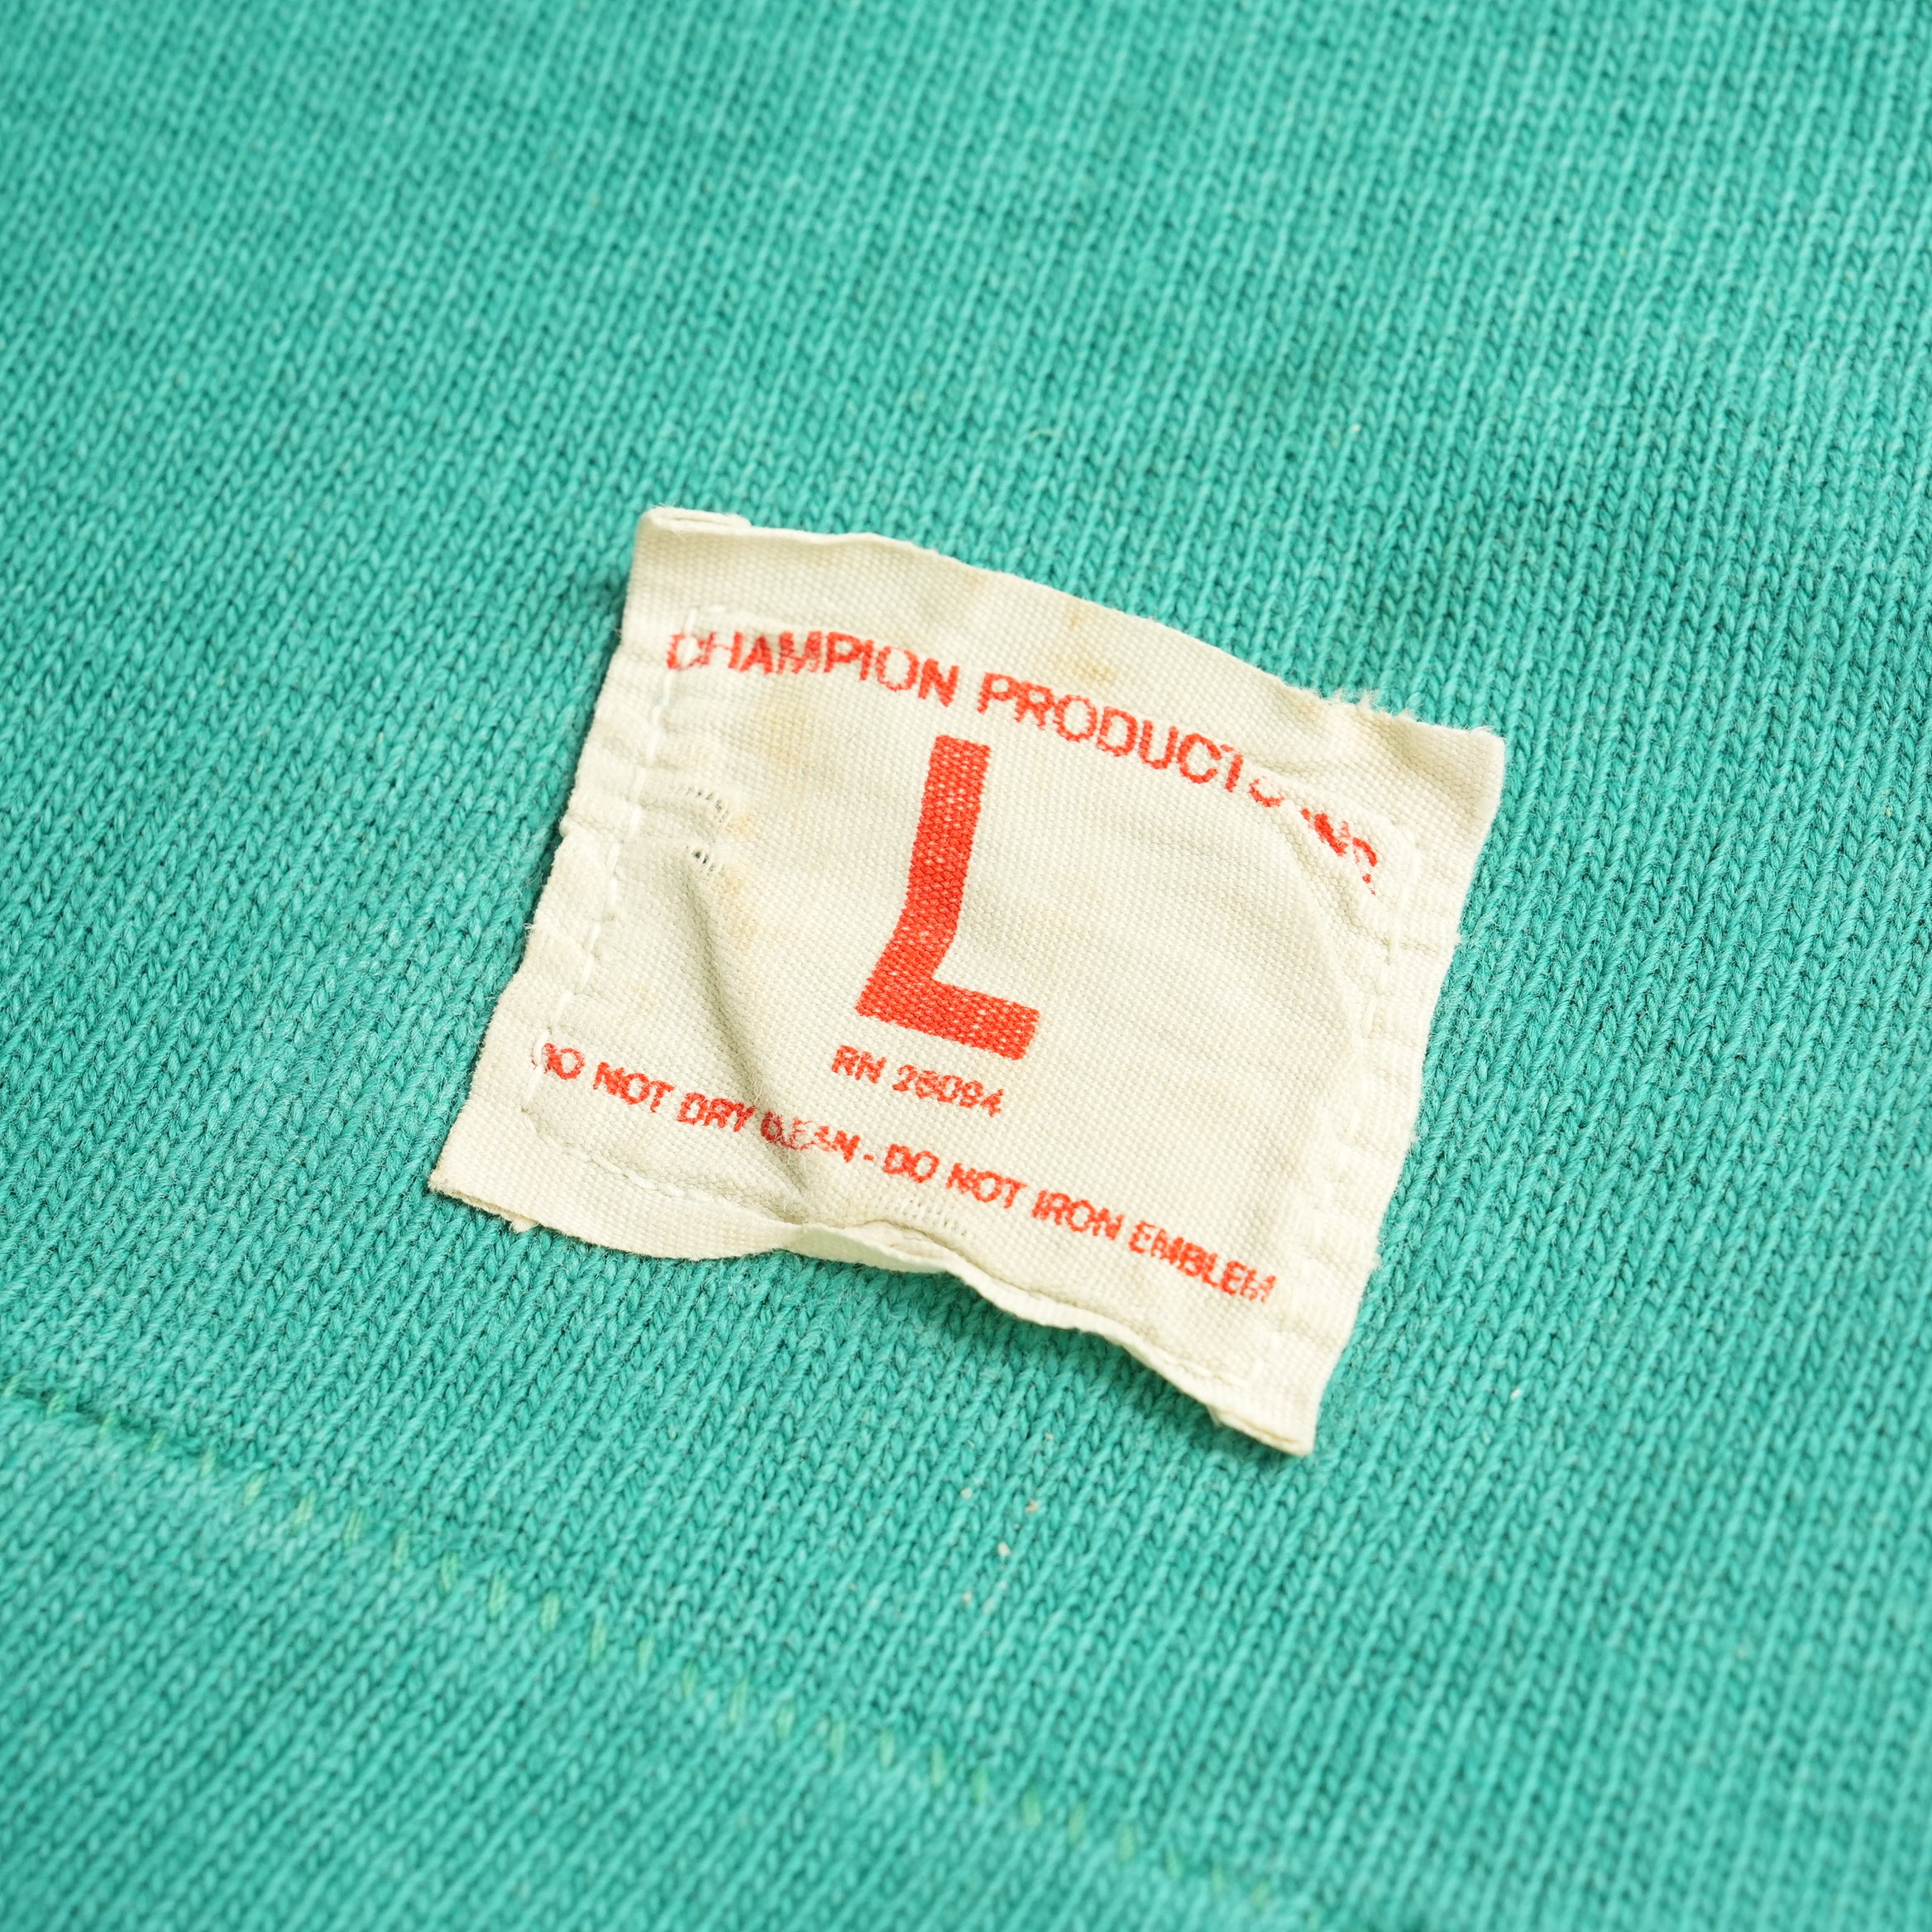 CHAMPION PRODUCTS INC.
L
RN 26094
DO NOT DRY CLEAN - DO NOT IRON EMBLEM